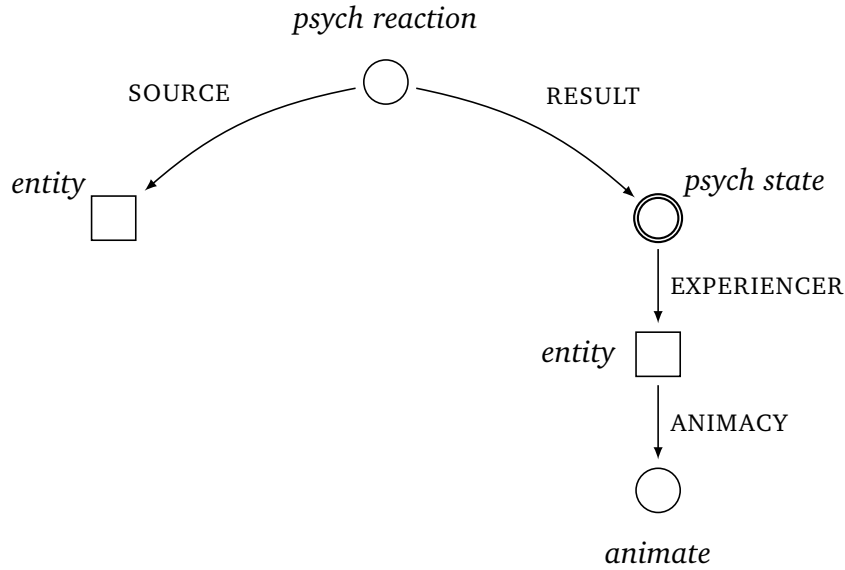 psych reaction
SOURCE
RESULT
entity
psych state
EXPERIENCER
entity
ANIMACY
animate